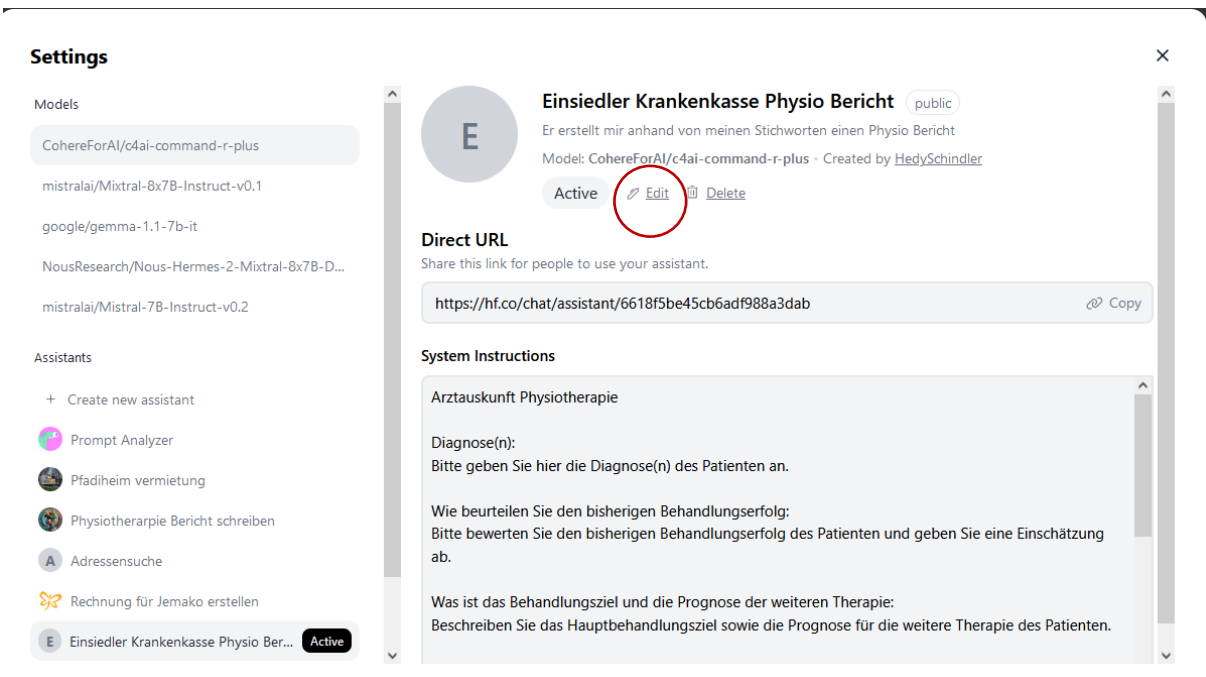 Settings
Models
CohereForAI/c4ai-command-r-plus
mistralai/Mixtral-8x7B-Instruct-v0.1
google/gemma-1.1-7b-it
NousResearch/Nous-Hermes-2-Mixtral-8x7B-D...
mistralai/Mistral-7B-Instruct-v0.2
Assistants
+ Create new assistant
Prompt Analyzer
Pfadiheim vermietung
Physiotherarpie Bericht schreiben
A Adressensuche
Rechnung für Jemako erstellen
E Einsiedler Krankenkasse Physio Ber... Active
E
Einsiedler Krankenkasse Physio Bericht public
Er erstellt mir anhand von meinen Stichworten einen Physio Bericht
Model: CohereForAI/c4ai-command-r-plus · Created by HedySchindler
Active Edit Delete
Direct URL
Share this link for people to use your assistant.
https://hf.co/chat/assistant/6618f5be45cb6adf988a3dab Copy
System Instructions
Arztauskunft Physiotherapie
Diagnose(n):
Bitte geben Sie hier die Diagnose(n) des Patienten an.
Wie beurteilen Sie den bisherigen Behandlungserfolg:
Bitte bewerten Sie den bisherigen Behandlungserfolg des Patienten und geben Sie eine Einschätzung
ab.
Was ist das Behandlungsziel und die Prognose der weiteren Therapie:
Beschreiben Sie das Hauptbehandlungsziel sowie die Prognose für die weitere Therapie des Patienten.